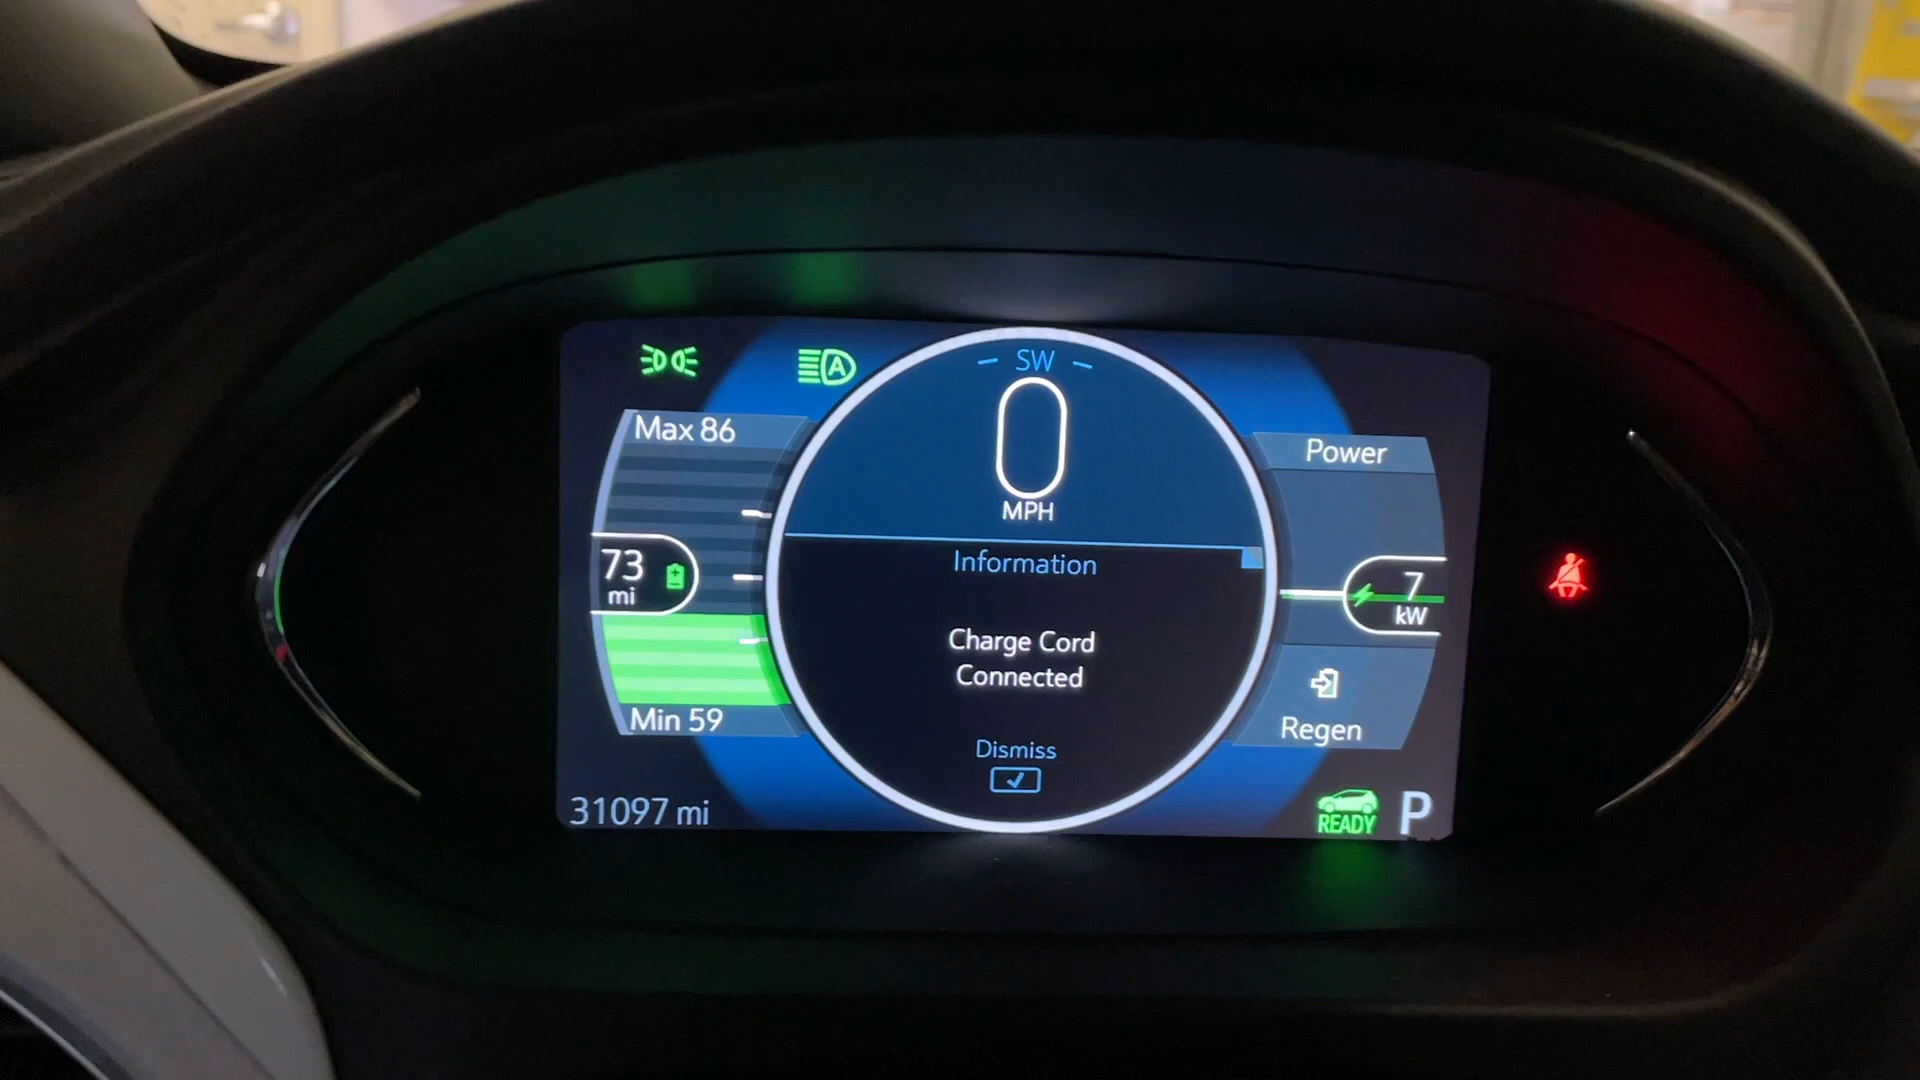 A
SW
0
MPH
Max 86
73
mi
Min 59
31097 mi
Information
Charge Cord
Connected
Dismiss
Power
7
kW
Regen
READY
P